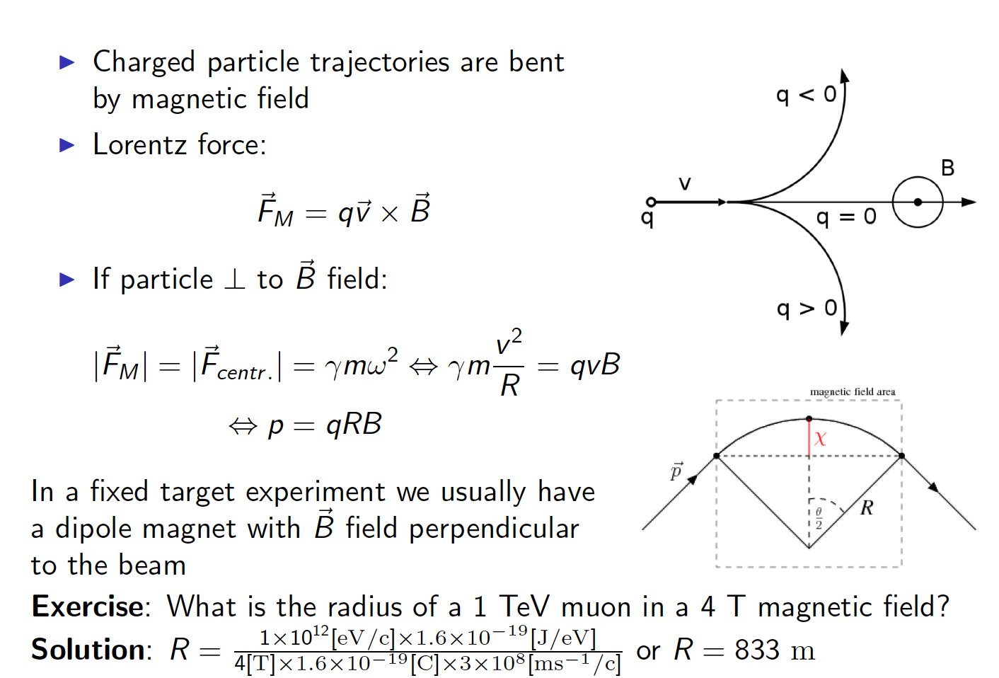 ▶ Charged particle trajectories are bent
by magnetic field
▶ Lorentz force:
$\vec{F}_M = q\vec{v} \times \vec{B}$
▶ If particle ⊥ to $\vec{B}$ field:
$|\vec{F}_M| = |\vec{F}_{centr.}| = \gamma m\omega^2 \Leftrightarrow \gamma m\frac{v^2}{R} = qvB$
$\Leftrightarrow p = qRB$
q < 0
B
v
q
q = 0
q > 0
magnetic field area
χ
$\vec{p}$
R
$\frac{\theta}{2}$
In a fixed target experiment we usually have
a dipole magnet with $\vec{B}$ field perpendicular
to the beam
Exercise: What is the radius of a 1 TeV muon in a 4 T magnetic field?
Solution: $R = \frac{1\times10^{12}[\mathrm{eV/c}]\times1.6\times10^{-19}[\mathrm{J/eV}]}{4[\mathrm{T}]\times1.6\times10^{-19}[\mathrm{C}]\times3\times10^{8}[\mathrm{ms^{-1}/c}]}$ or $R = 833$ m